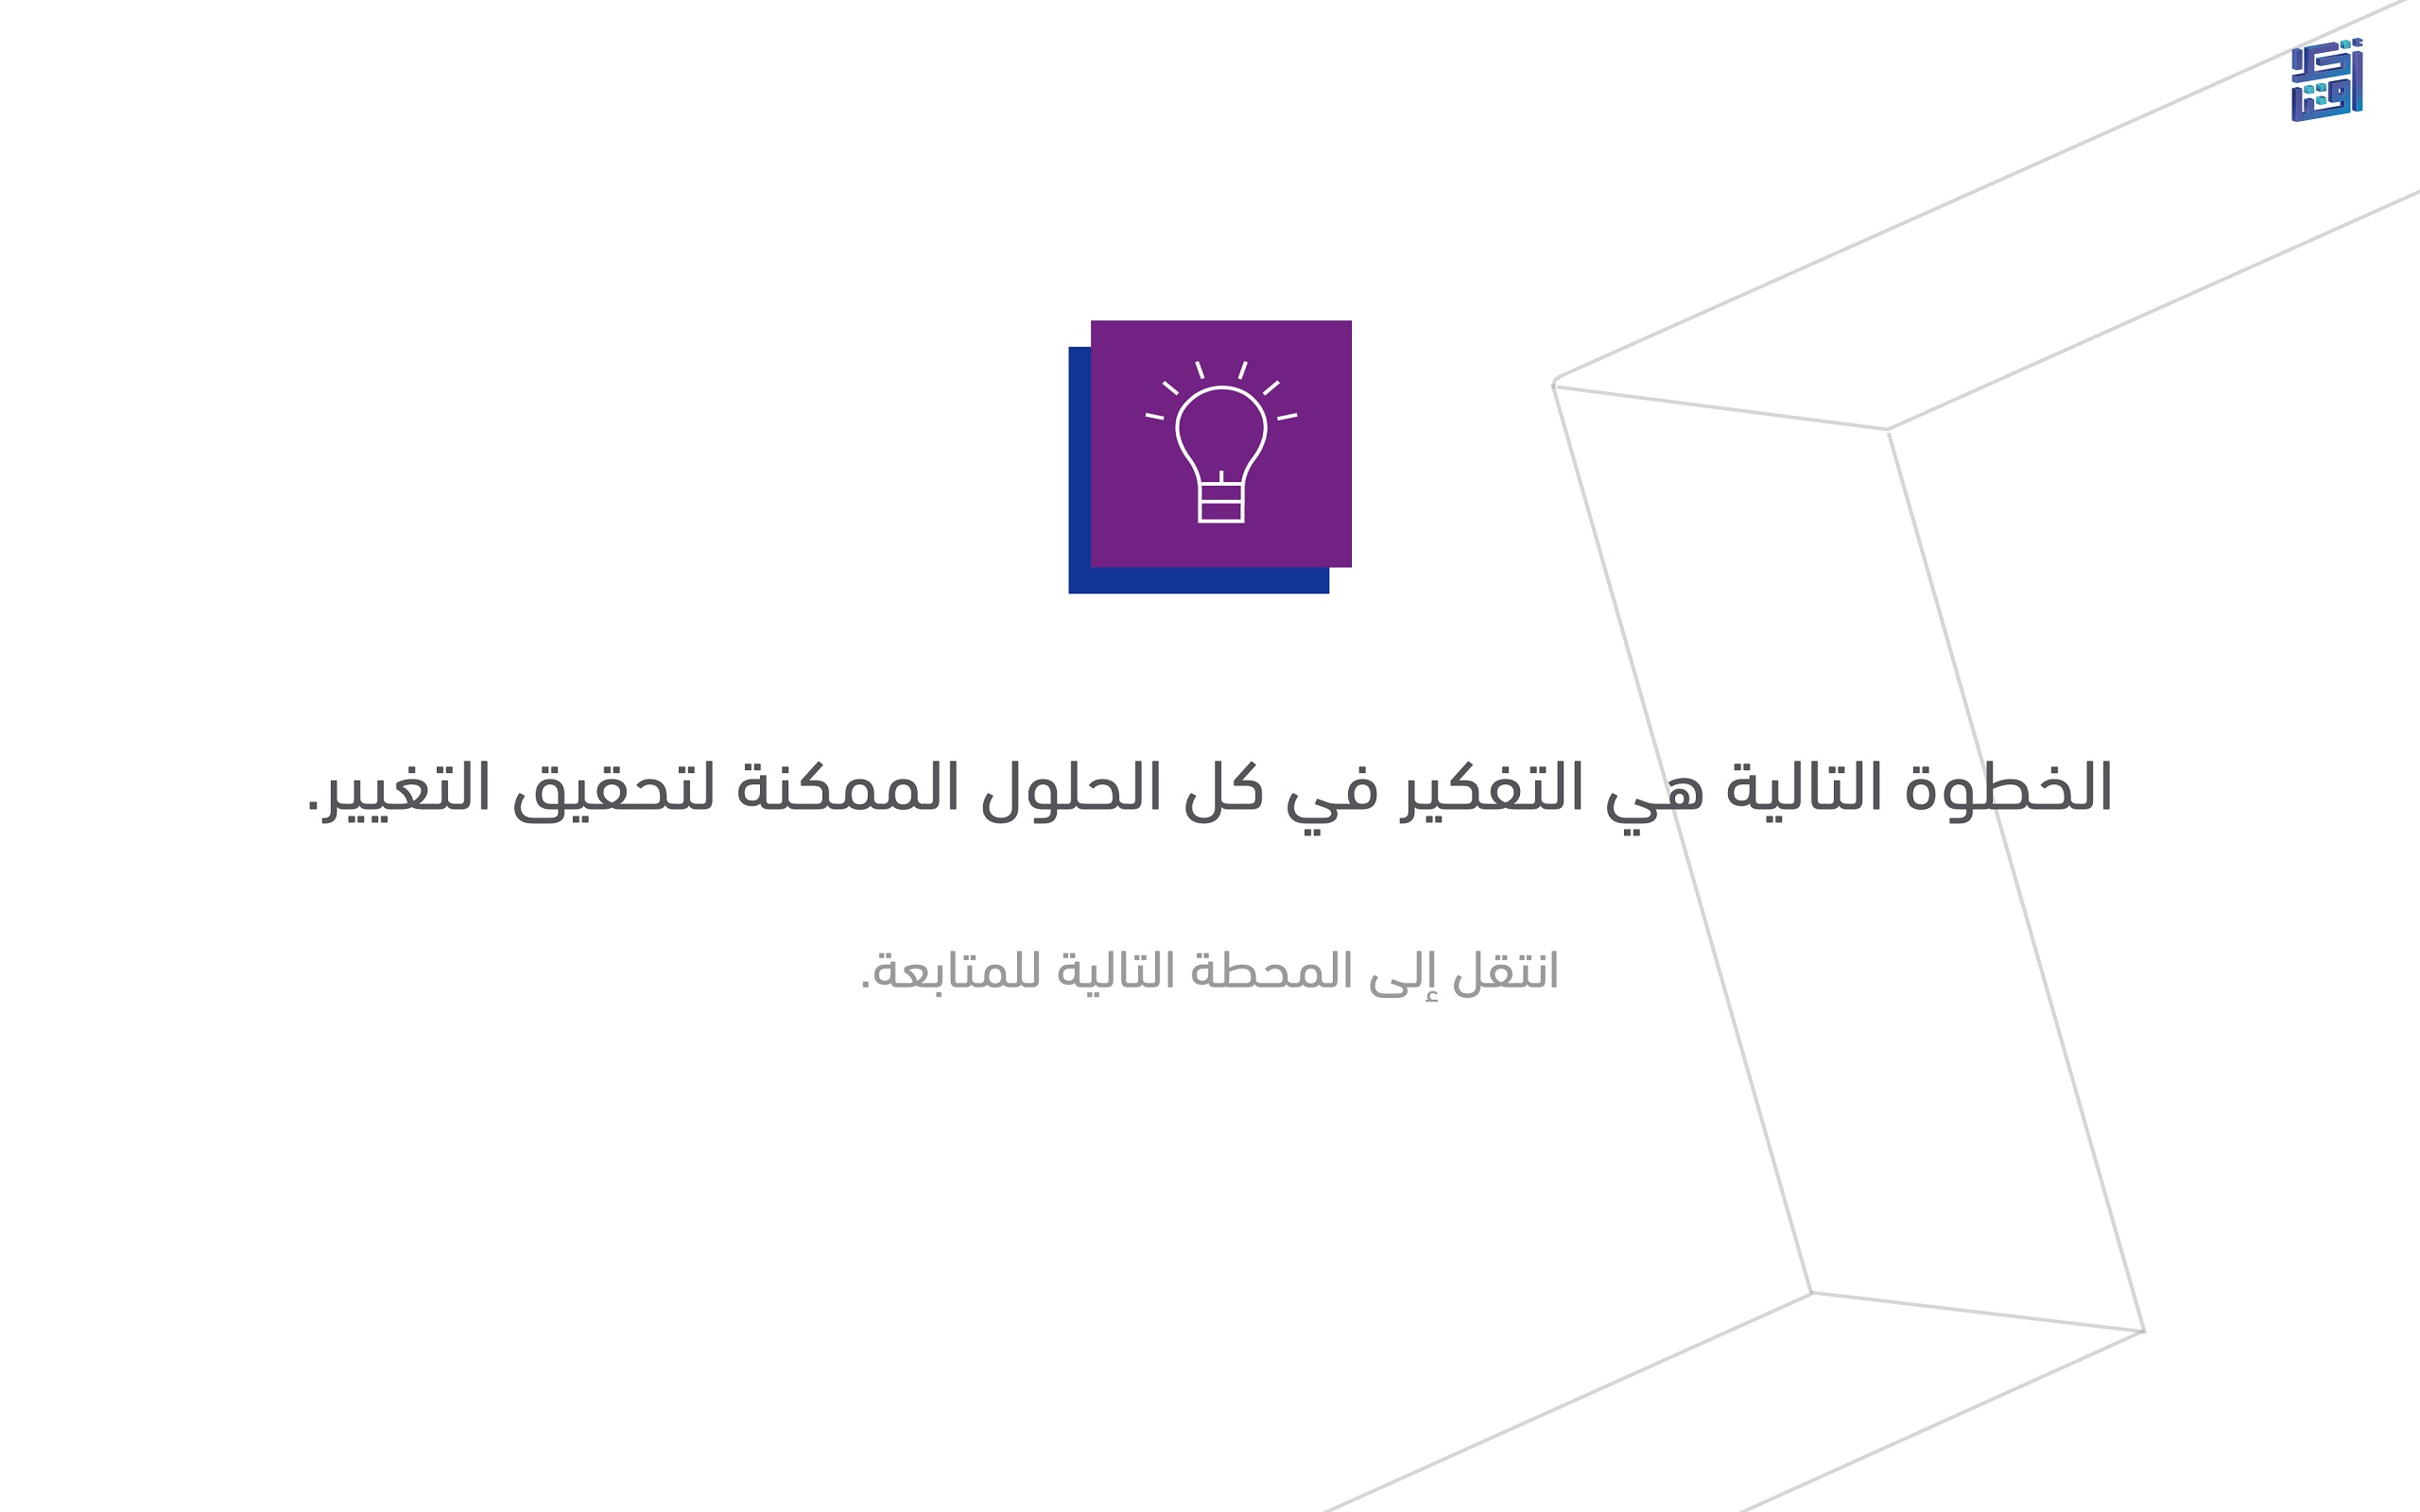 الخطوة التالية هي التفكير في كل الحلول الممكنة لتحقيق التغيير.
انتقل إلى المحطة التالية للمتابعة.